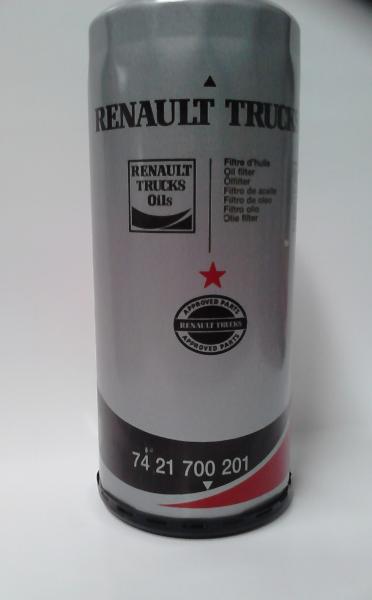 RENAULT TRUCKS
RENAULT
TRUCKS
Oils
Filtre d'huile
Oil filter
Ölfilter
Filtro de aceite
Filtro de oleo
Filtro olio
Olie filter
APPROVED PARTS
RENAULT TRUCKS
APPROVED PARTS
74 21 700 201